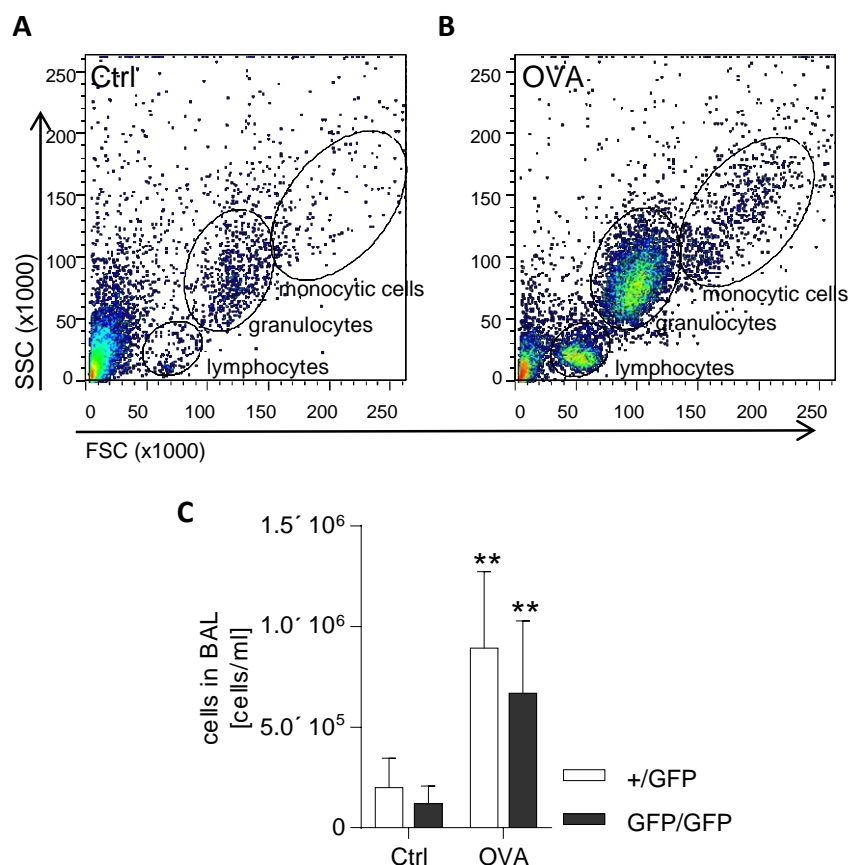 A
B
Ctrl
OVA
250
200
150
100
50
0
SSC (x1000)
monocytic cells
granulocytes
lymphocytes
0 50 100 150 200 250
FSC (x1000)
250
200
150
100
50
0
monocytic cells
granulocytes
lymphocytes
0 50 100 150 200 250
C
cells in BAL
[cells/ml]
1.5´ 10⁶
1.0´ 10⁶
5.0´ 10⁵
0
**
**
Ctrl OVA
+/GFP
GFP/GFP